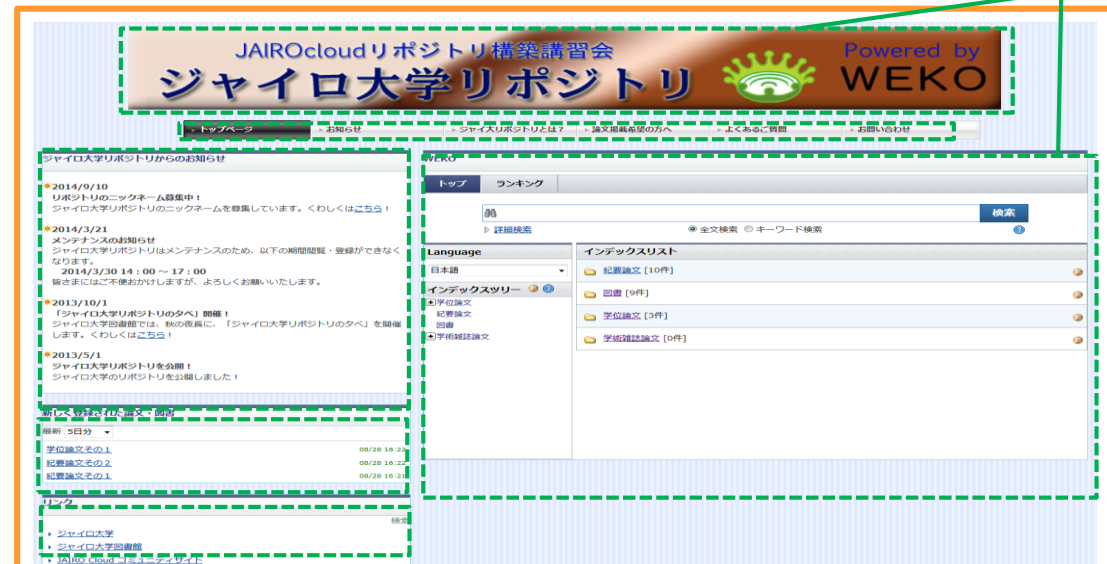 JAIROcloudリポジトリ構築講習会
ジャイロ大学リポジトリ
Powered by
WEKO
トップページ
お知らせ
ジャイ大リポジトリとは？
論文掲載希望の方へ
よくあるご質問
お問い合わせ
ジャイロ大学リポジトリからのお知らせ
2014/9/10
リポジトリのニックネーム募集中！
ジャイロ大学リポジトリのニックネームを募集しています。くわしくはこちら！
2014/3/21
メンテナンスのお知らせ
ジャイロ大学リポジトリはメンテナンスのため、以下の期間閲覧・登録ができなく
なります。
2014/3/30 14：00 ～ 17：00
皆さまにはご不便おかけしますが、よろしくお願いいたします。
2013/10/1
「ジャイロ大学リポジトリの夕べ」開催！
ジャイロ大学図書館では、秋の夜長に、「ジャイロ大学リポジトリの夕べ」を開催
します。くわしくはこちら！
2013/5/1
ジャイロ大学リポジトリを公開！
ジャイロ大学のリポジトリを公開しました！
新しく登録された論文・図書
最新 5日分
学位論文その１ 08/28 16:22
紀要論文その２ 08/28 16:22
紀要論文その１ 08/28 16:21
リンク
検索
ジャイロ大学
ジャイロ大学図書館
JAIRO Cloud コミュニティサイト
WEKO
トップ ランキング
検索
詳細検索
全文検索 キーワード検索
Language
日本語
インデックスツリー
学位論文
紀要論文
図書
学術雑誌論文
インデックスリスト
紀要論文 [10件]
図書 [9件]
学位論文 [3件]
学術雑誌論文 [0件]